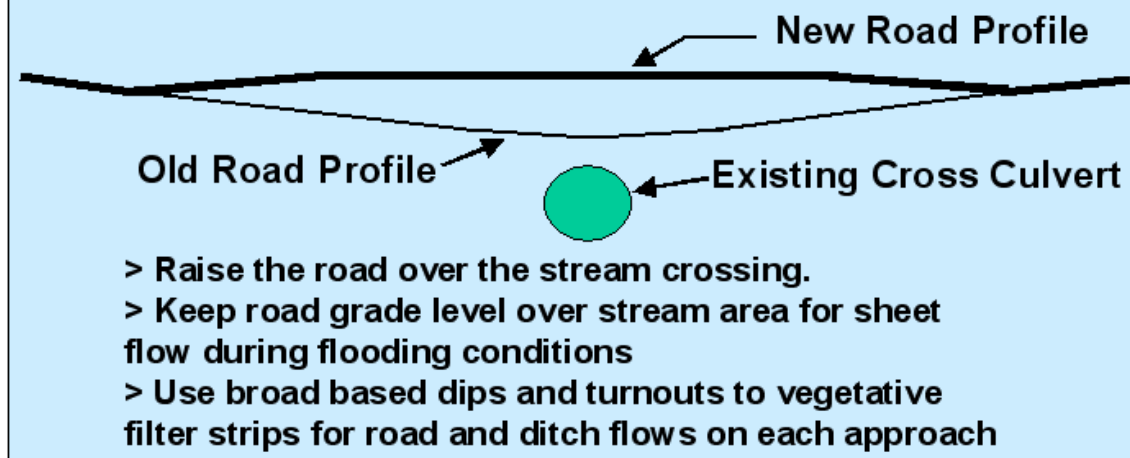 New Road Profile
Old Road Profile
Existing Cross Culvert
> Raise the road over the stream crossing.
> Keep road grade level over stream area for sheet
flow during flooding conditions
> Use broad based dips and turnouts to vegetative
filter strips for road and ditch flows on each approach